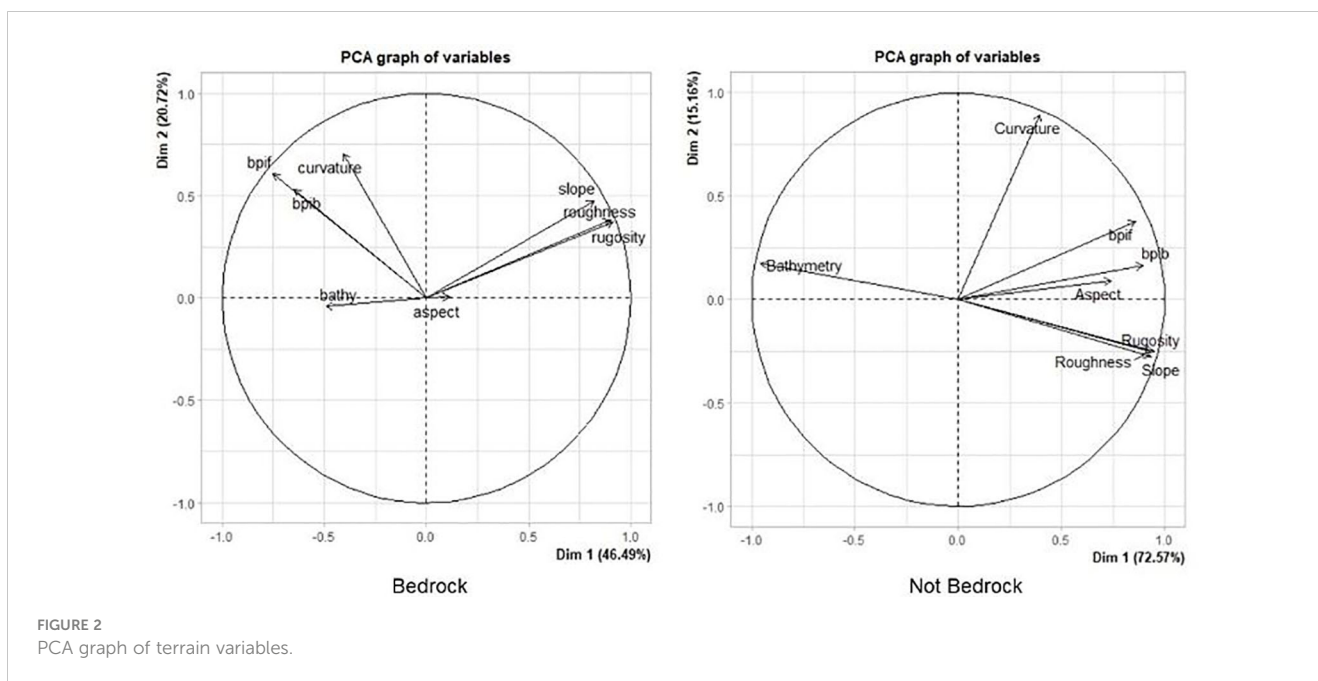 PCA graph of variables
Dim 2 (20.72%)
1.0
0.5
0.0
-0.5
-1.0
bpif
curvature
bpib
slope
roughness
rugosity
bathy
aspect
-1.0 -0.5 0.0 0.5 1.0
Dim 1 (46.49%)
Bedrock
PCA graph of variables
Dim 2 (15.16%)
1.0
0.5
0.0
-0.5
-1.0
Curvature
bpif
bpib
Bathymetry
Aspect
Rugosity
Roughness
Slope
-1.0 -0.5 0.0 0.5 1.0
Dim 1 (72.57%)
Not Bedrock
FIGURE 2
PCA graph of terrain variables.